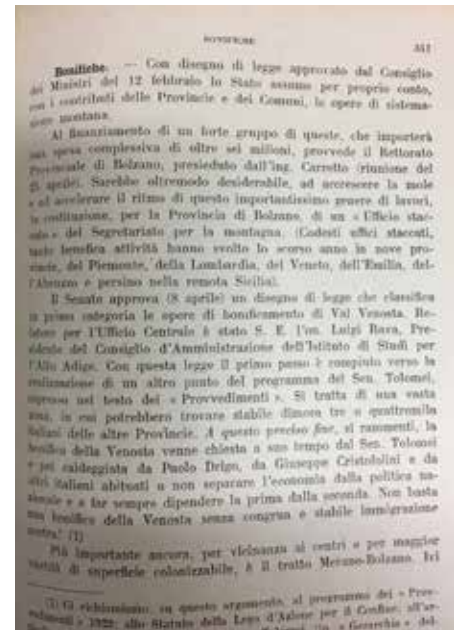 BONIFICHE
351
Bonifiche. — Con disegno di legge approvato dal Consiglio
dei Ministri del 12 febbraio lo Stato assume per proprio conto,
con i contributi delle Provincie e dei Comuni, le opere di sistema-
zione montana.
Al finanziamento di un forte gruppo di queste, che importerà
una spesa complessiva di oltre sei milioni, provvede il Rettorato
Provinciale di Bolzano, presieduto dall'ing. Carretto (riunione del
aprile). Sarebbe oltremodo desiderabile, ad accrescere la mole
e ad accelerare il ritmo di questo importantissimo genere di lavori,
la costituzione, per la Provincia di Bolzano, di un « Ufficio stac-
cato » del Segretariato per la montagna. (Codesti uffici staccati,
tanto benefica attività hanno svolto lo scorso anno in nove pro-
vincie, del Piemonte, della Lombardia, del Veneto, dell'Emilia, del-
l'Abruzzo e persino nella remota Sicilia).
Il Senato approva (8 aprile) un disegno di legge che classifica
in prima categoria le opere di bonificamento di Val Venosta. Re-
latore per l'Ufficio Centrale è stato S. E. l'on. Luigi Rava, Pre-
sidente del Consiglio d'Amministrazione dell'Istituto di Studi per
l'Alto Adige. Con questa legge il primo passo è compiuto verso la
realizzazione di un altro punto del programma del Sen. Tolomei,
espresso nel testo dei « Provvedimenti ». Si tratta di una vasta
zona, in cui potrebbero trovare stabile dimora tre o quattromila
italiani delle altre Provincie. A questo preciso fine, si rammenti, la
bonifica della Venosta venne chiesta a suo tempo dal Sen. Tolomei
e poi caldeggiata da Paolo Drigo, da Giuseppe Cristofolini e da
altri italiani abituati a non separare l'economia dalla politica na-
zionale e a far sempre dipendere la prima dalla seconda. Non basta
una bonifica della Venosta senza congrua e stabile immigrazione
nostra! (1)
Più importante ancora, per vicinanza ai centri e per maggior
vastità di superficie colonizzabile, è il tratto Merano-Bolzano. Ivi
(1) Ci richiamiamo, su questo argomento, al programma dei « Prov-
vedimenti » 1923; allo Statuto della Lega d'Azione per il Confine; all'ar-
« Gerarchia » del-